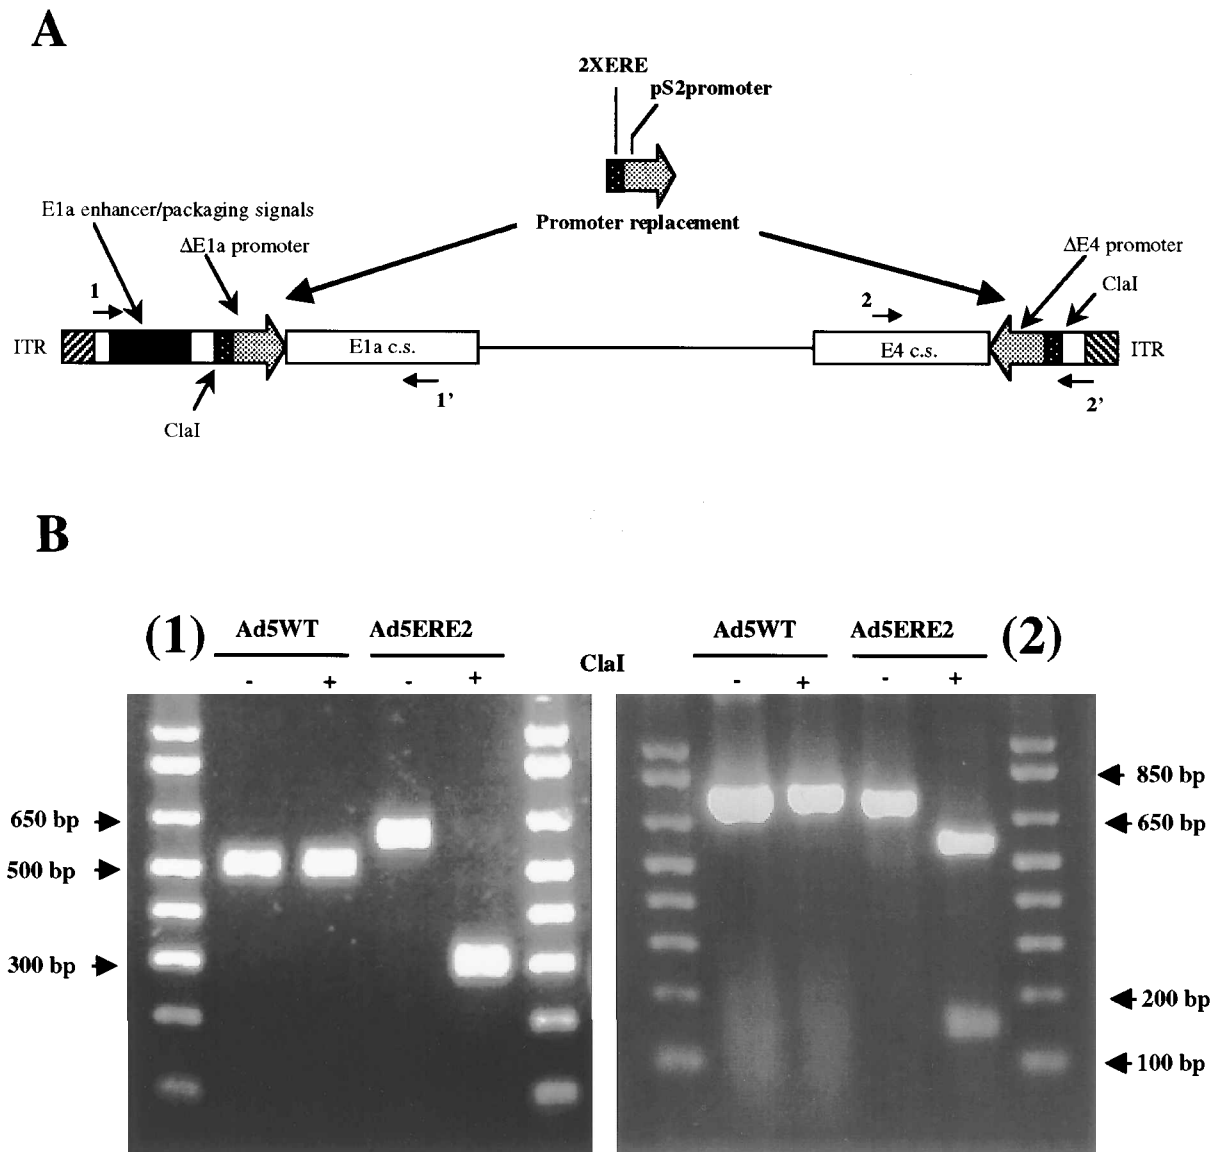 A
2XERE
pS2promoter
E1a enhancer/packaging signals
Promoter replacement
ΔE1a promoter
ΔE4 promoter
ClaI
1
2
ITR
E1a c.s.
E4 c.s.
ITR
1’
2’
ClaI
B
(1)
Ad5WT
Ad5ERE2
Ad5WT
Ad5ERE2
(2)
ClaI
- + - +
- + - +
650 bp
500 bp
300 bp
850 bp
650 bp
200 bp
100 bp